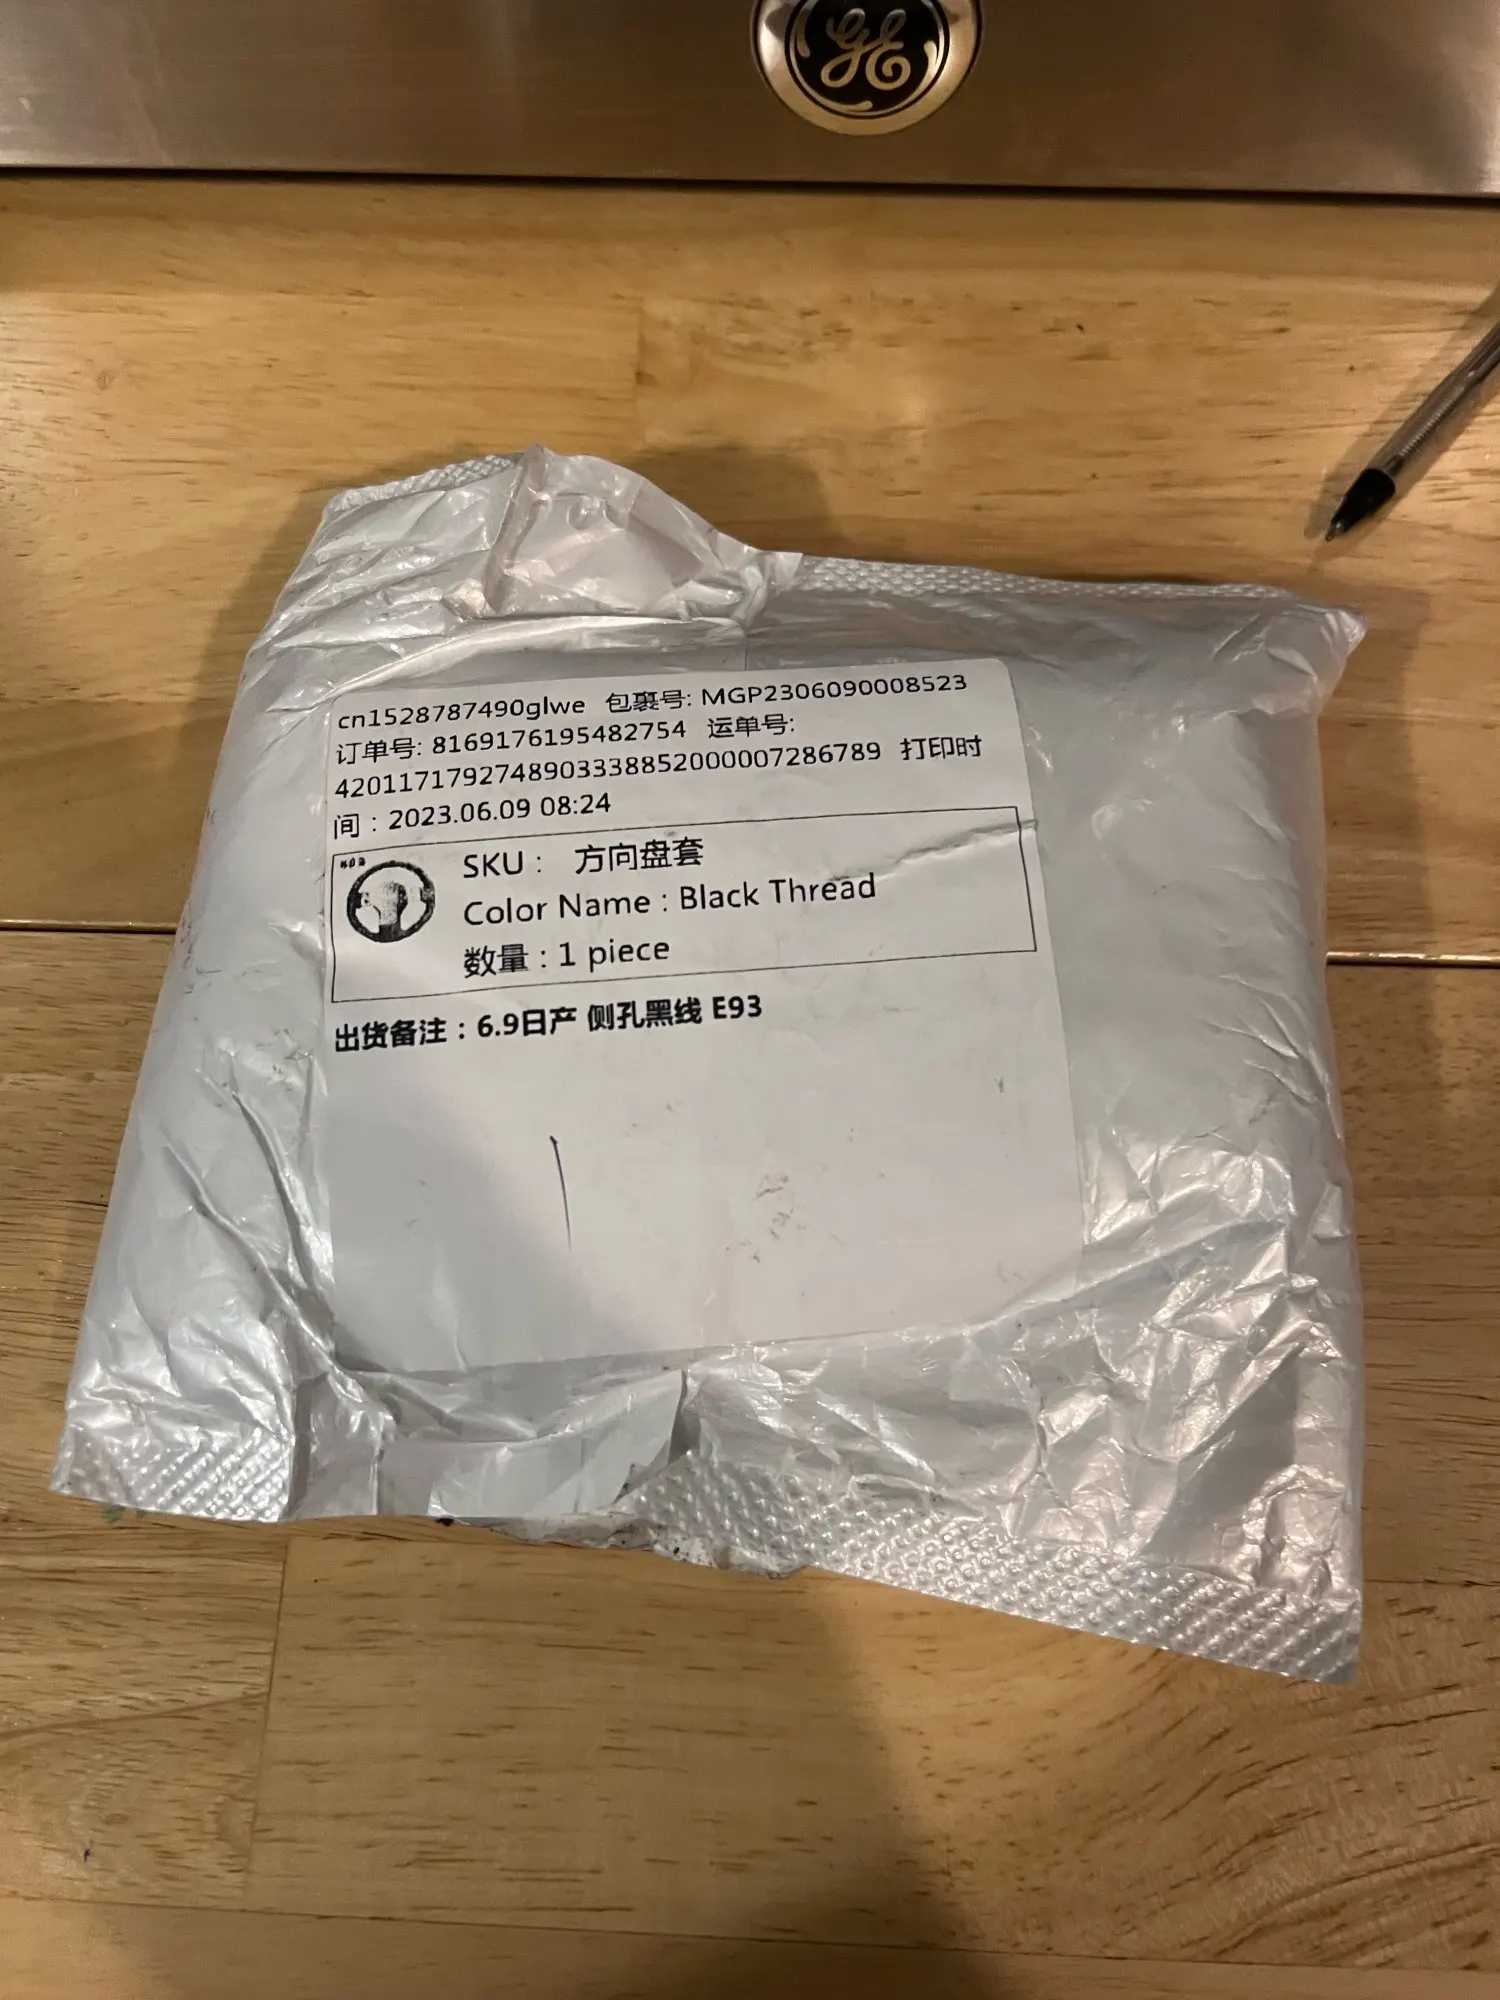 GE
cn1528787490glwe 包裹号: MGP2306090008523
订单号: 8169176195482754 运单号:
4201171792748903338852000007286789 打印时
间 : 2023.06.09 08:24
SKU : 方向盘套
Color Name : Black Thread
数量 : 1 piece
出货备注 : 6.9日产 侧孔黑线 E93